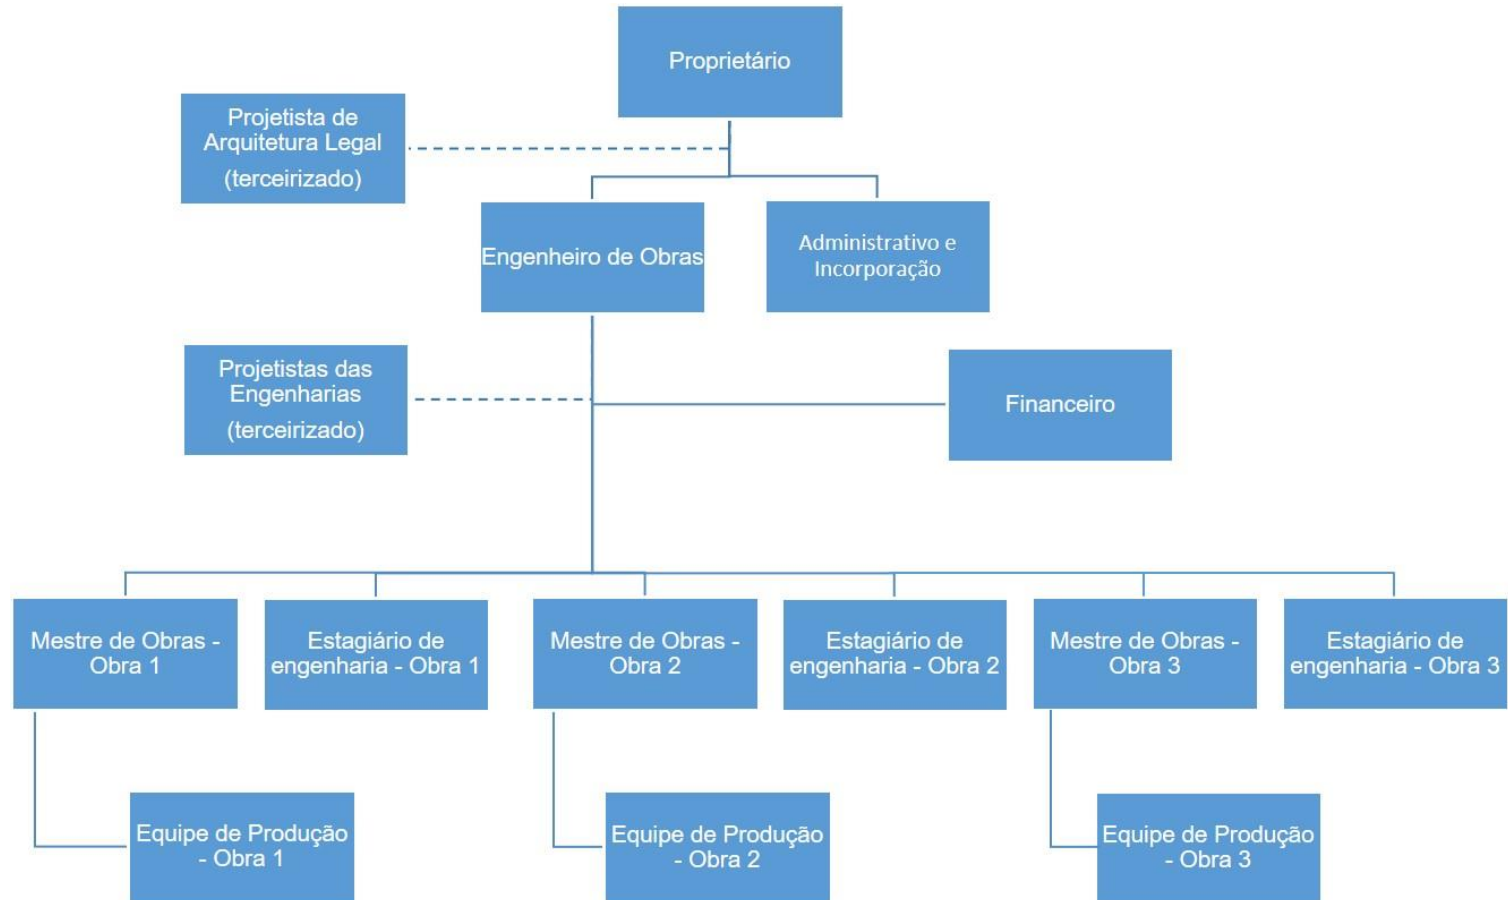 Proprietário
Projetista de
Arquitetura Legal
(terceirizado)
Engenheiro de Obras
Administrativo e
Incorporação
Projetistas das
Engenharias
(terceirizado)
Financeiro
Mestre de Obras -
Obra 1
Estagiário de
engenharia - Obra 1
Mestre de Obras -
Obra 2
Estagiário de
engenharia - Obra 2
Mestre de Obras -
Obra 3
Estagiário de
engenharia - Obra 3
Equipe de Produção
- Obra 1
Equipe de Produção
- Obra 2
Equipe de Produção
- Obra 3